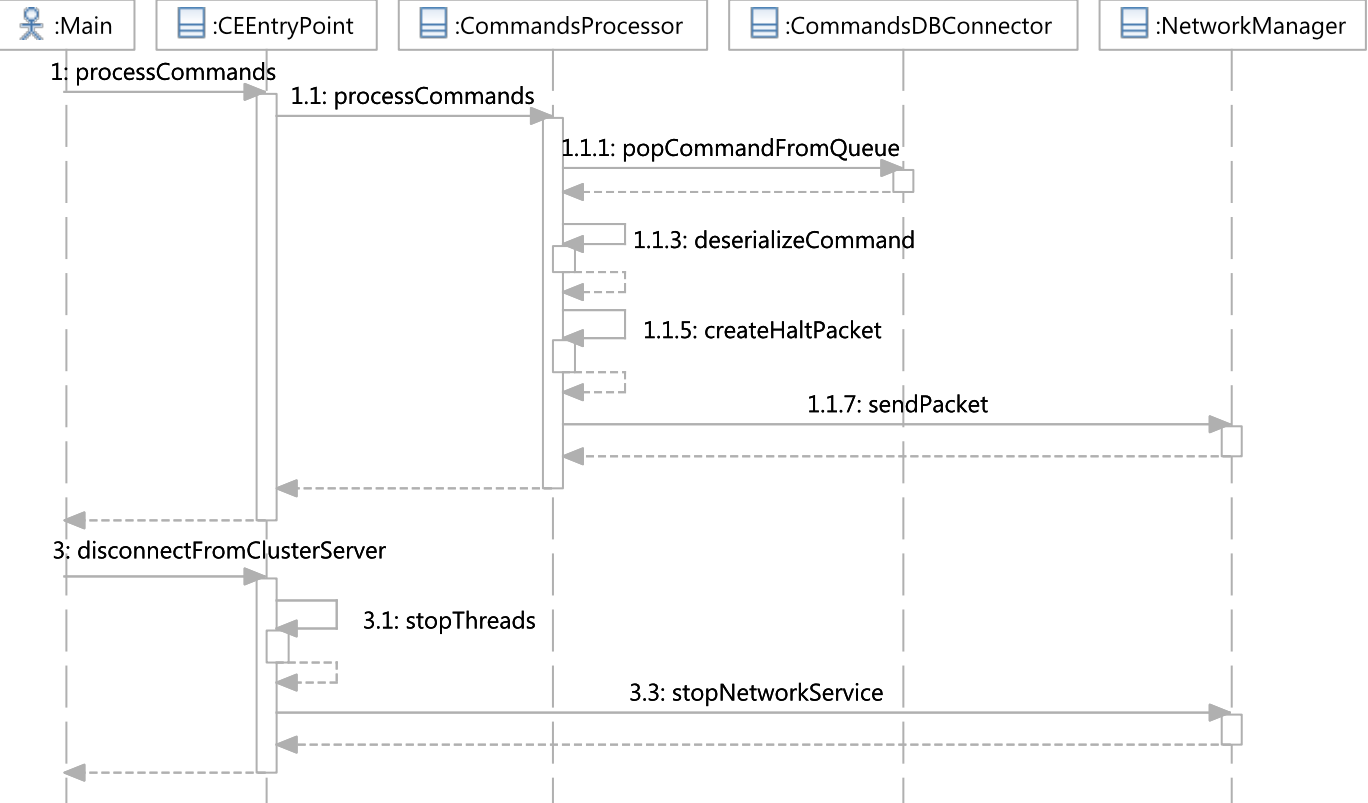 :Main
:CEEntryPoint
:CommandsProcessor
:CommandsDBConnector
:NetworkManager
1: processCommands
1.1: processCommands
1.1.1: popCommandFromQueue
1.1.3: deserializeCommand
1.1.5: createHaltPacket
1.1.7: sendPacket
3: disconnectFromClusterServer
3.1: stopThreads
3.3: stopNetworkService